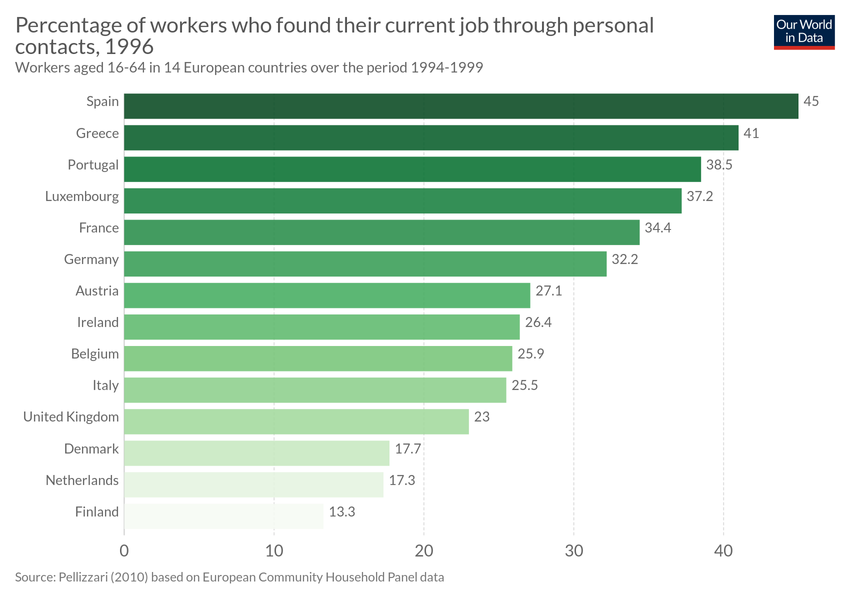 Percentage of workers who found their current job through personal
contacts, 1996
Our World
in Data
Workers aged 16-64 in 14 European countries over the period 1994-1999
Spain 45
Greece 41
Portugal 38.5
Luxembourg 37.2
France 34.4
Germany 32.2
Austria 27.1
Ireland 26.4
Belgium 25.9
Italy 25.5
United Kingdom 23
Denmark 17.7
Netherlands 17.3
Finland 13.3
0 10 20 30 40
Source: Pellizzari (2010) based on European Community Household Panel data